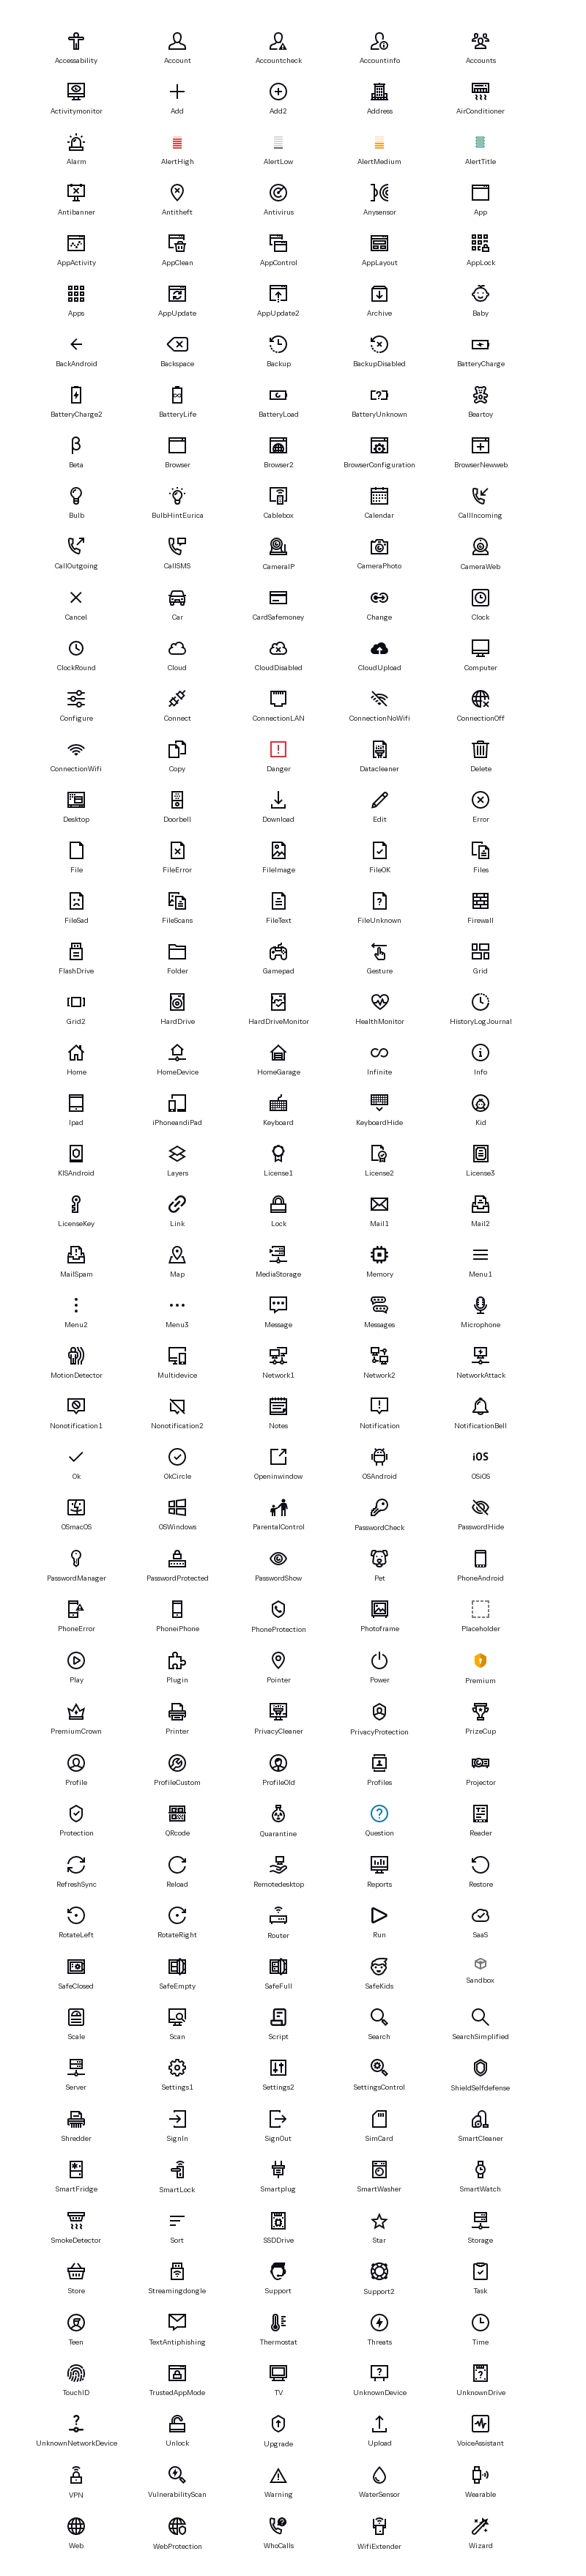 Accessability Account Accountcheck Accountinfo Accounts
Activitymonitor Add Add2 Address AirConditioner
Alarm AlertHigh AlertLow AlertMedium AlertTitle
Antibanner Antitheft Antivirus Anysensor App
AppActivity AppClean AppControl AppLayout AppLock
Apps AppUpdate AppUpdate2 Archive Baby
BackAndroid Backspace Backup BackupDisabled BatteryCharge
BatteryCharge2 BatteryLife BatteryLoad BatteryUnknown Beartoy
Beta Browser Browser2 BrowserConfiguration BrowserNewweb
Bulb BulbHintEurica Cablebox Calendar CallIncoming
CallOutgoing CallSMS CameraIP CameraPhoto CameraWeb
Cancel Car CardSafemoney Change Clock
ClockRound Cloud CloudDisabled CloudUpload Computer
Configure Connect ConnectionLAN ConnectionNoWifi ConnectionOff
ConnectionWifi Copy Danger Datacleaner Delete
Desktop Doorbell Download Edit Error
File FileError FileImage FileOK Files
FileSad FileScans FileText FileUnknown Firewall
FlashDrive Folder Gamepad Gesture Grid
Grid2 HardDrive HardDriveMonitor HealthMonitor HistoryLogJournal
Home HomeDevice HomeGarage Infinite Info
Ipad iPhoneandiPad Keyboard KeyboardHide Kid
KISAndroid Layers License1 License2 License3
LicenseKey Link Lock Mail1 Mail2
MailSpam Map MediaStorage Memory Menu1
Menu2 Menu3 Message Messages Microphone
MotionDetector Multidevice Network1 Network2 NetworkAttack
Nonotification1 Nonotification2 Notes Notification NotificationBell
Ok OkCircle Openinwindow OSAndroid OSiOS
OSmacOS OSWindows ParentalControl PasswordCheck PasswordHide
PasswordManager PasswordProtected PasswordShow Pet PhoneAndroid
PhoneError PhoneiPhone PhoneProtection Photoframe Placeholder
Play Plugin Pointer Power Premium
PremiumCrown Printer PrivacyCleaner PrivacyProtection PrizeCup
Profile ProfileCustom ProfileOld Profiles Projector
Protection QRcode Quarantine Question Reader
RefreshSync Reload Remotedesktop Reports Restore
RotateLeft RotateRight Router Run SaaS
SafeClosed SafeEmpty SafeFull SafeKids Sandbox
Scale Scan Script Search SearchSimplified
Server Settings1 Settings2 SettingsControl ShieldSelfdefense
Shredder SignIn SignOut SimCard SmartCleaner
SmartFridge SmartLock Smartplug SmartWasher SmartWatch
SmokeDetector Sort SSDDrive Star Storage
Store Streamingdongle Support Support2 Task
Teen TextAntiphishing Thermostat Threats Time
TouchID TrustedAppMode TV UnknownDevice UnknownDrive
UnknownNetworkDevice Unlock Upgrade Upload VoiceAssistant
VPN VulnerabilityScan Warning WaterSensor Wearable
Web WebProtection WhoCalls WifiExtender Wizard